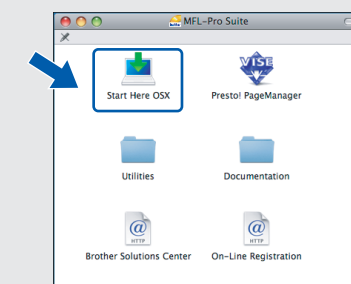 MFL-Pro Suite
Start Here OSX
VISE
Presto! PageManager
Utilities
Documentation
@
HTTP
@
HTTP
Brother Solutions Center
On-Line Registration